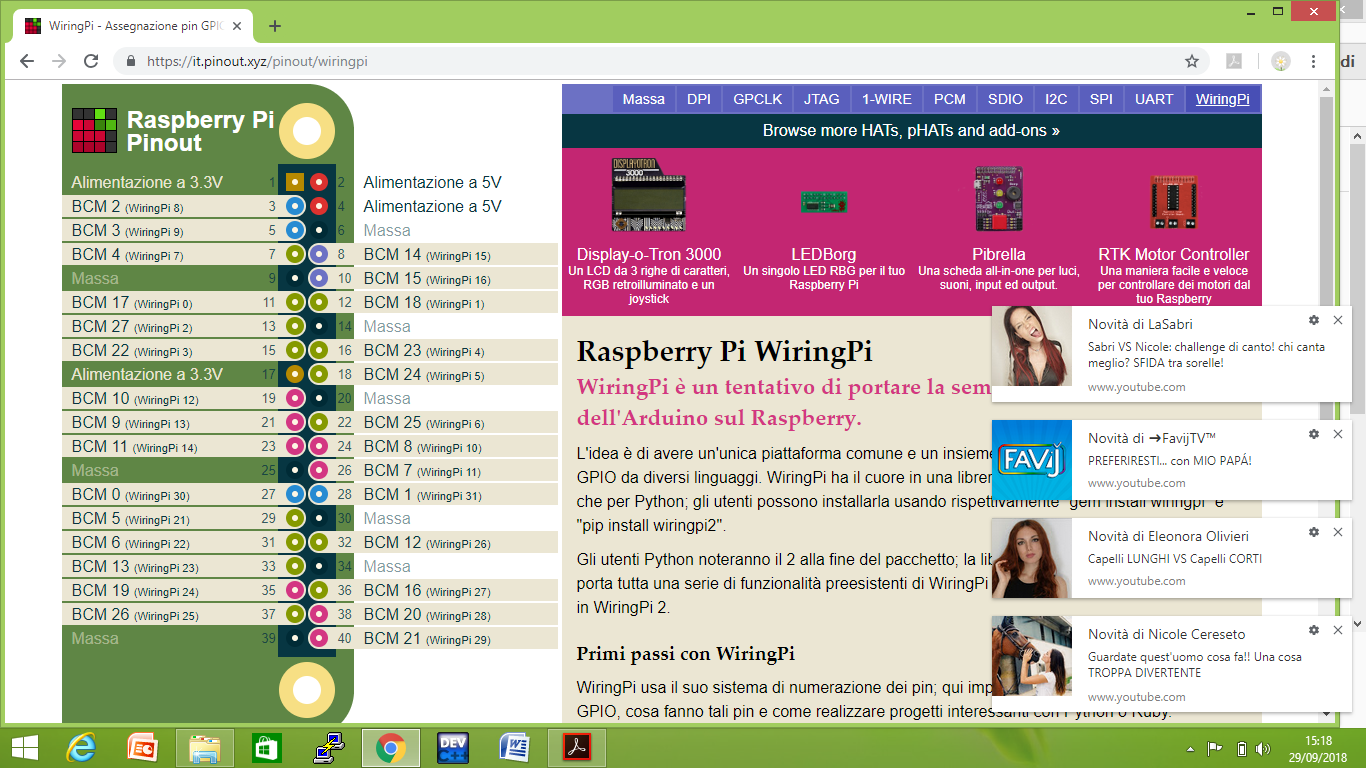 WiringPi - Assegnazione pin GPIO
https://it.pinout.xyz/pinout/wiringpi
di
Raspberry Pi
Pinout
Alimentazione a 3.3V 1 2 Alimentazione a 5V
BCM 2 (WiringPi 8) 3 4 Alimentazione a 5V
BCM 3 (WiringPi 9) 5 6 Massa
BCM 4 (WiringPi 7) 7 8 BCM 14 (WiringPi 15)
Massa 9 10 BCM 15 (WiringPi 16)
BCM 17 (WiringPi 0) 11 12 BCM 18 (WiringPi 1)
BCM 27 (WiringPi 2) 13 14 Massa
BCM 22 (WiringPi 3) 15 16 BCM 23 (WiringPi 4)
Alimentazione a 3.3V 17 18 BCM 24 (WiringPi 5)
BCM 10 (WiringPi 12) 19 20 Massa
BCM 9 (WiringPi 13) 21 22 BCM 25 (WiringPi 6)
BCM 11 (WiringPi 14) 23 24 BCM 8 (WiringPi 10)
Massa 25 26 BCM 7 (WiringPi 11)
BCM 0 (WiringPi 30) 27 28 BCM 1 (WiringPi 31)
BCM 5 (WiringPi 21) 29 30 Massa
BCM 6 (WiringPi 22) 31 32 BCM 12 (WiringPi 26)
BCM 13 (WiringPi 23) 33 34 Massa
BCM 19 (WiringPi 24) 35 36 BCM 16 (WiringPi 27)
BCM 26 (WiringPi 25) 37 38 BCM 20 (WiringPi 28)
Massa 39 40 BCM 21 (WiringPi 29)
Massa DPI GPCLK JTAG 1-WIRE PCM SDIO I2C SPI UART WiringPi
Browse more HATs, pHATs and add-ons »
DISPLAYOTRON
3000
Display-o-Tron 3000
Un LCD da 3 righe di caratteri,
RGB retroilluminato e un
joystick
LEDBorg
Un singolo LED RBG per il tuo
Raspberry Pi
Pibrella
Una scheda all-in-one per luci,
suoni, input ed output.
RTK Motor Controller
Una maniera facile e veloce
per controllare dei motori dal
tuo Raspberry
Raspberry Pi WiringPi
WiringPi è un tentativo di portare la sem
dell'Arduino sul Raspberry.
L'idea è di avere un'unica piattaforma comune e un insieme
GPIO da diversi linguaggi. WiringPi ha il cuore in una libre
che per Python; gli utenti possono installarla usando rispettivamente "gem install wiringpi" e
"pip install wiringpi2".
Gli utenti Python noteranno il 2 alla fine del pacchetto; la lib
porta tutta una serie di funzionalità preesistenti di WiringPi
in WiringPi 2.
Primi passi con WiringPi
WiringPi usa il suo sistema di numerazione dei pin; qui imp
GPIO, cosa fanno tali pin e come realizzare progetti interessanti con Python o Ruby.
Novità di LaSabri
Sabri VS Nicole: challenge di canto! chi canta
meglio? SFIDA tra sorelle!
www.youtube.com
FAVIJ
Novità di ➜FavijTV™
PREFERIRESTI... con MIO PAPÁ!
www.youtube.com
Novità di Eleonora Olivieri
Capelli LUNGHI VS Capelli CORTI
www.youtube.com
Novità di Nicole Cereseto
Guardate quest'uomo cosa fa!! Una cosa
TROPPA DIVERTENTE
www.youtube.com
DEV
C++
15:18
29/09/2018